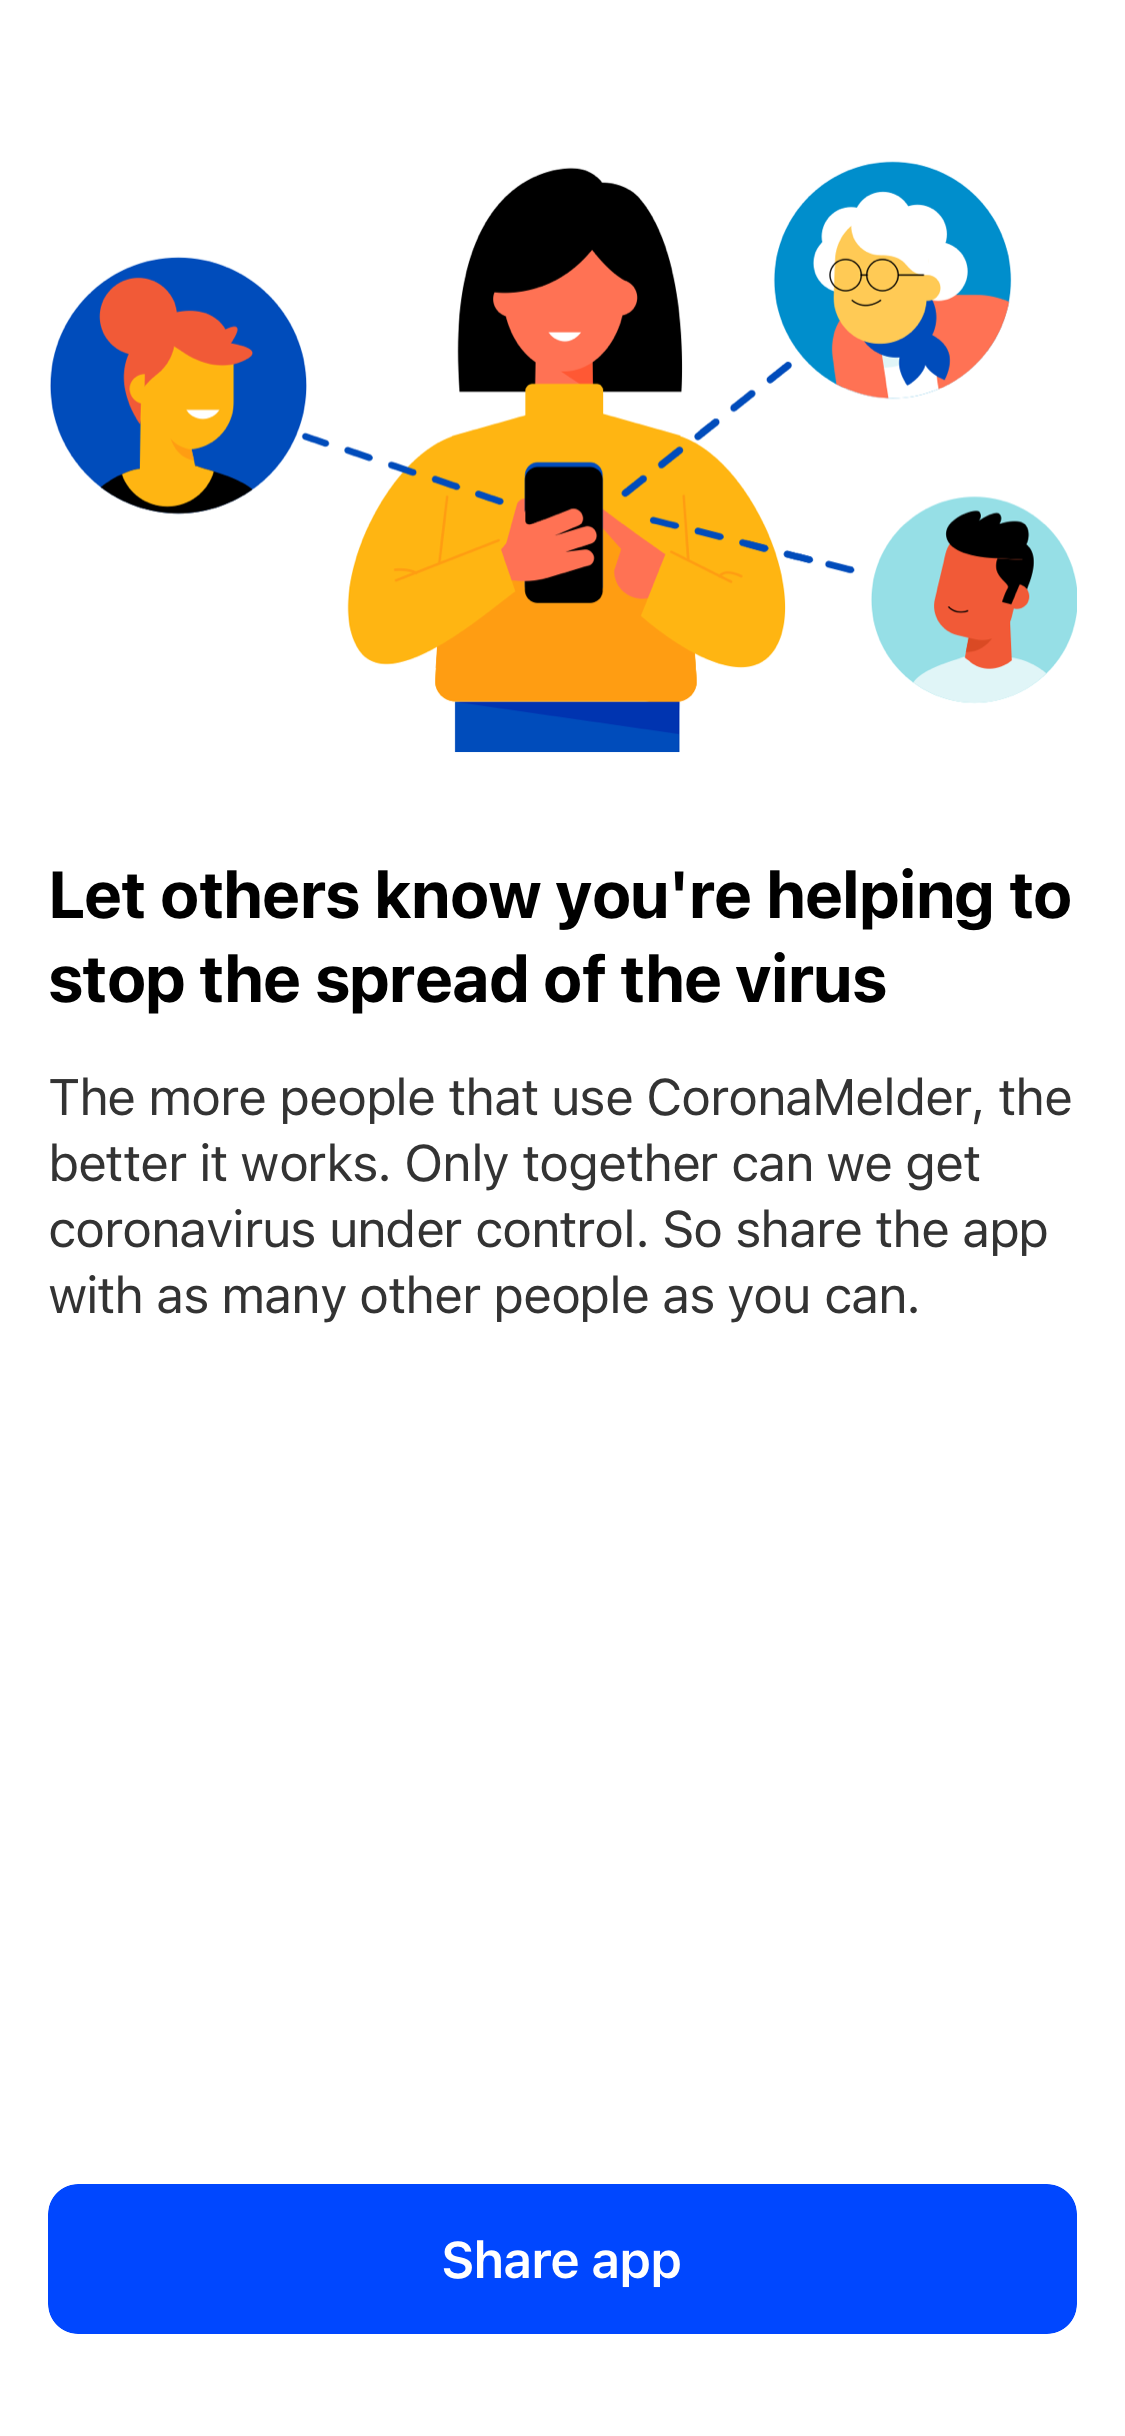 Let others know you're helping to
stop the spread of the virus
The more people that use CoronaMelder, the
better it works. Only together can we get
coronavirus under control. So share the app
with as many other people as you can.
Share app